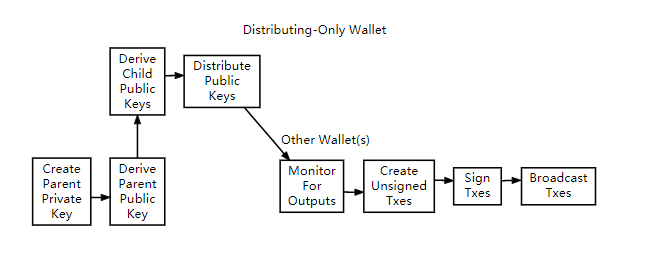 Distributing-Only Wallet
Derive
Child
Public
Keys
Distribute
Public
Keys
Other Wallet(s)
Create
Parent
Private
Key
Derive
Parent
Public
Key
Monitor
For
Outputs
Create
Unsigned
Txes
Sign
Txes
Broadcast
Txes